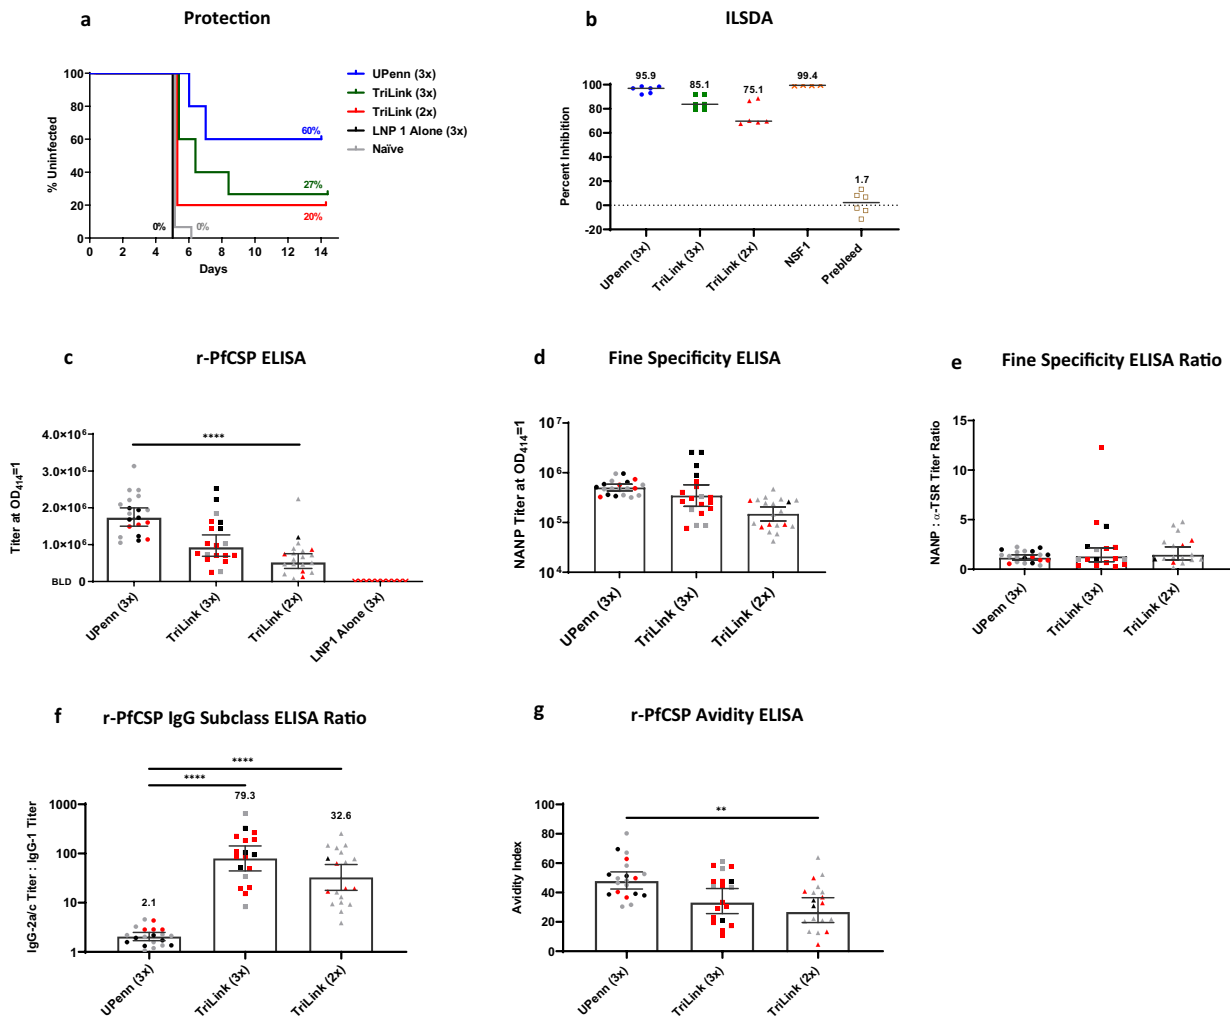 a Protection
% Uninfected
100
80
60
40
20
0
0 2 4 6 8 10 12 14
Days
60%
27%
20%
0%
0%
UPenn (3x)
TriLink (3x)
TriLink (2x)
LNP 1 Alone (3x)
Naïve
b ILSDA
Percent Inhibition
100
80
60
40
20
0
-20
95.9 85.1 75.1 99.4 1.7
UPenn (3x) TriLink (3x) TriLink (2x) NSF1 Prebleed
c r-PfCSP ELISA
Titer at OD₄₁₄=1
4.0×10⁶
3.0×10⁶
2.0×10⁶
1.0×10⁶
0
BLD
****
UPenn (3x) TriLink (3x) TriLink (2x) LNP1 Alone (3x)
d Fine Specificity ELISA
NANP Titer at OD₄₁₄=1
10⁷
10⁶
10⁵
10⁴
UPenn (3x) TriLink (3x) TriLink (2x)
e Fine Specificity ELISA Ratio
NANP : α-TSR Titer Ratio
15
10
5
0
UPenn (3x) TriLink (3x) TriLink (2x)
f r-PfCSP IgG Subclass ELISA Ratio
IgG-2a/c Titer : IgG-1 Titer
1000
100
10
1
****
****
2.1 79.3 32.6
UPenn (3x) TriLink (3x) TriLink (2x)
g r-PfCSP Avidity ELISA
Avidity Index
100
80
60
40
20
0
**
UPenn (3x) TriLink (3x) TriLink (2x)